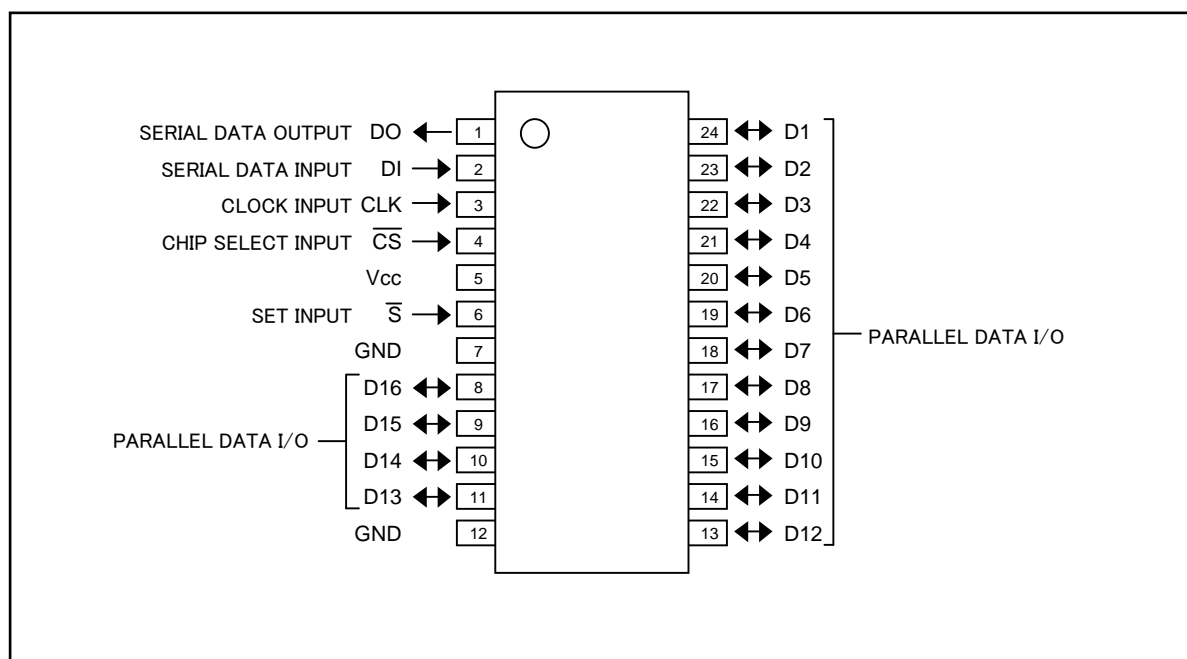 SERIAL DATA OUTPUT DO 1 24 D1
SERIAL DATA INPUT DI 2 23 D2
CLOCK INPUT CLK 3 22 D3
CHIP SELECT INPUT C̅S̅ 4 21 D4
Vcc 5 20 D5
SET INPUT S̅ 6 19 D6
GND 7 18 D7
PARALLEL DATA I/O
D16 8 17 D8
D15 9 16 D9
PARALLEL DATA I/O
D14 10 15 D10
D13 11 14 D11
GND 12 13 D12